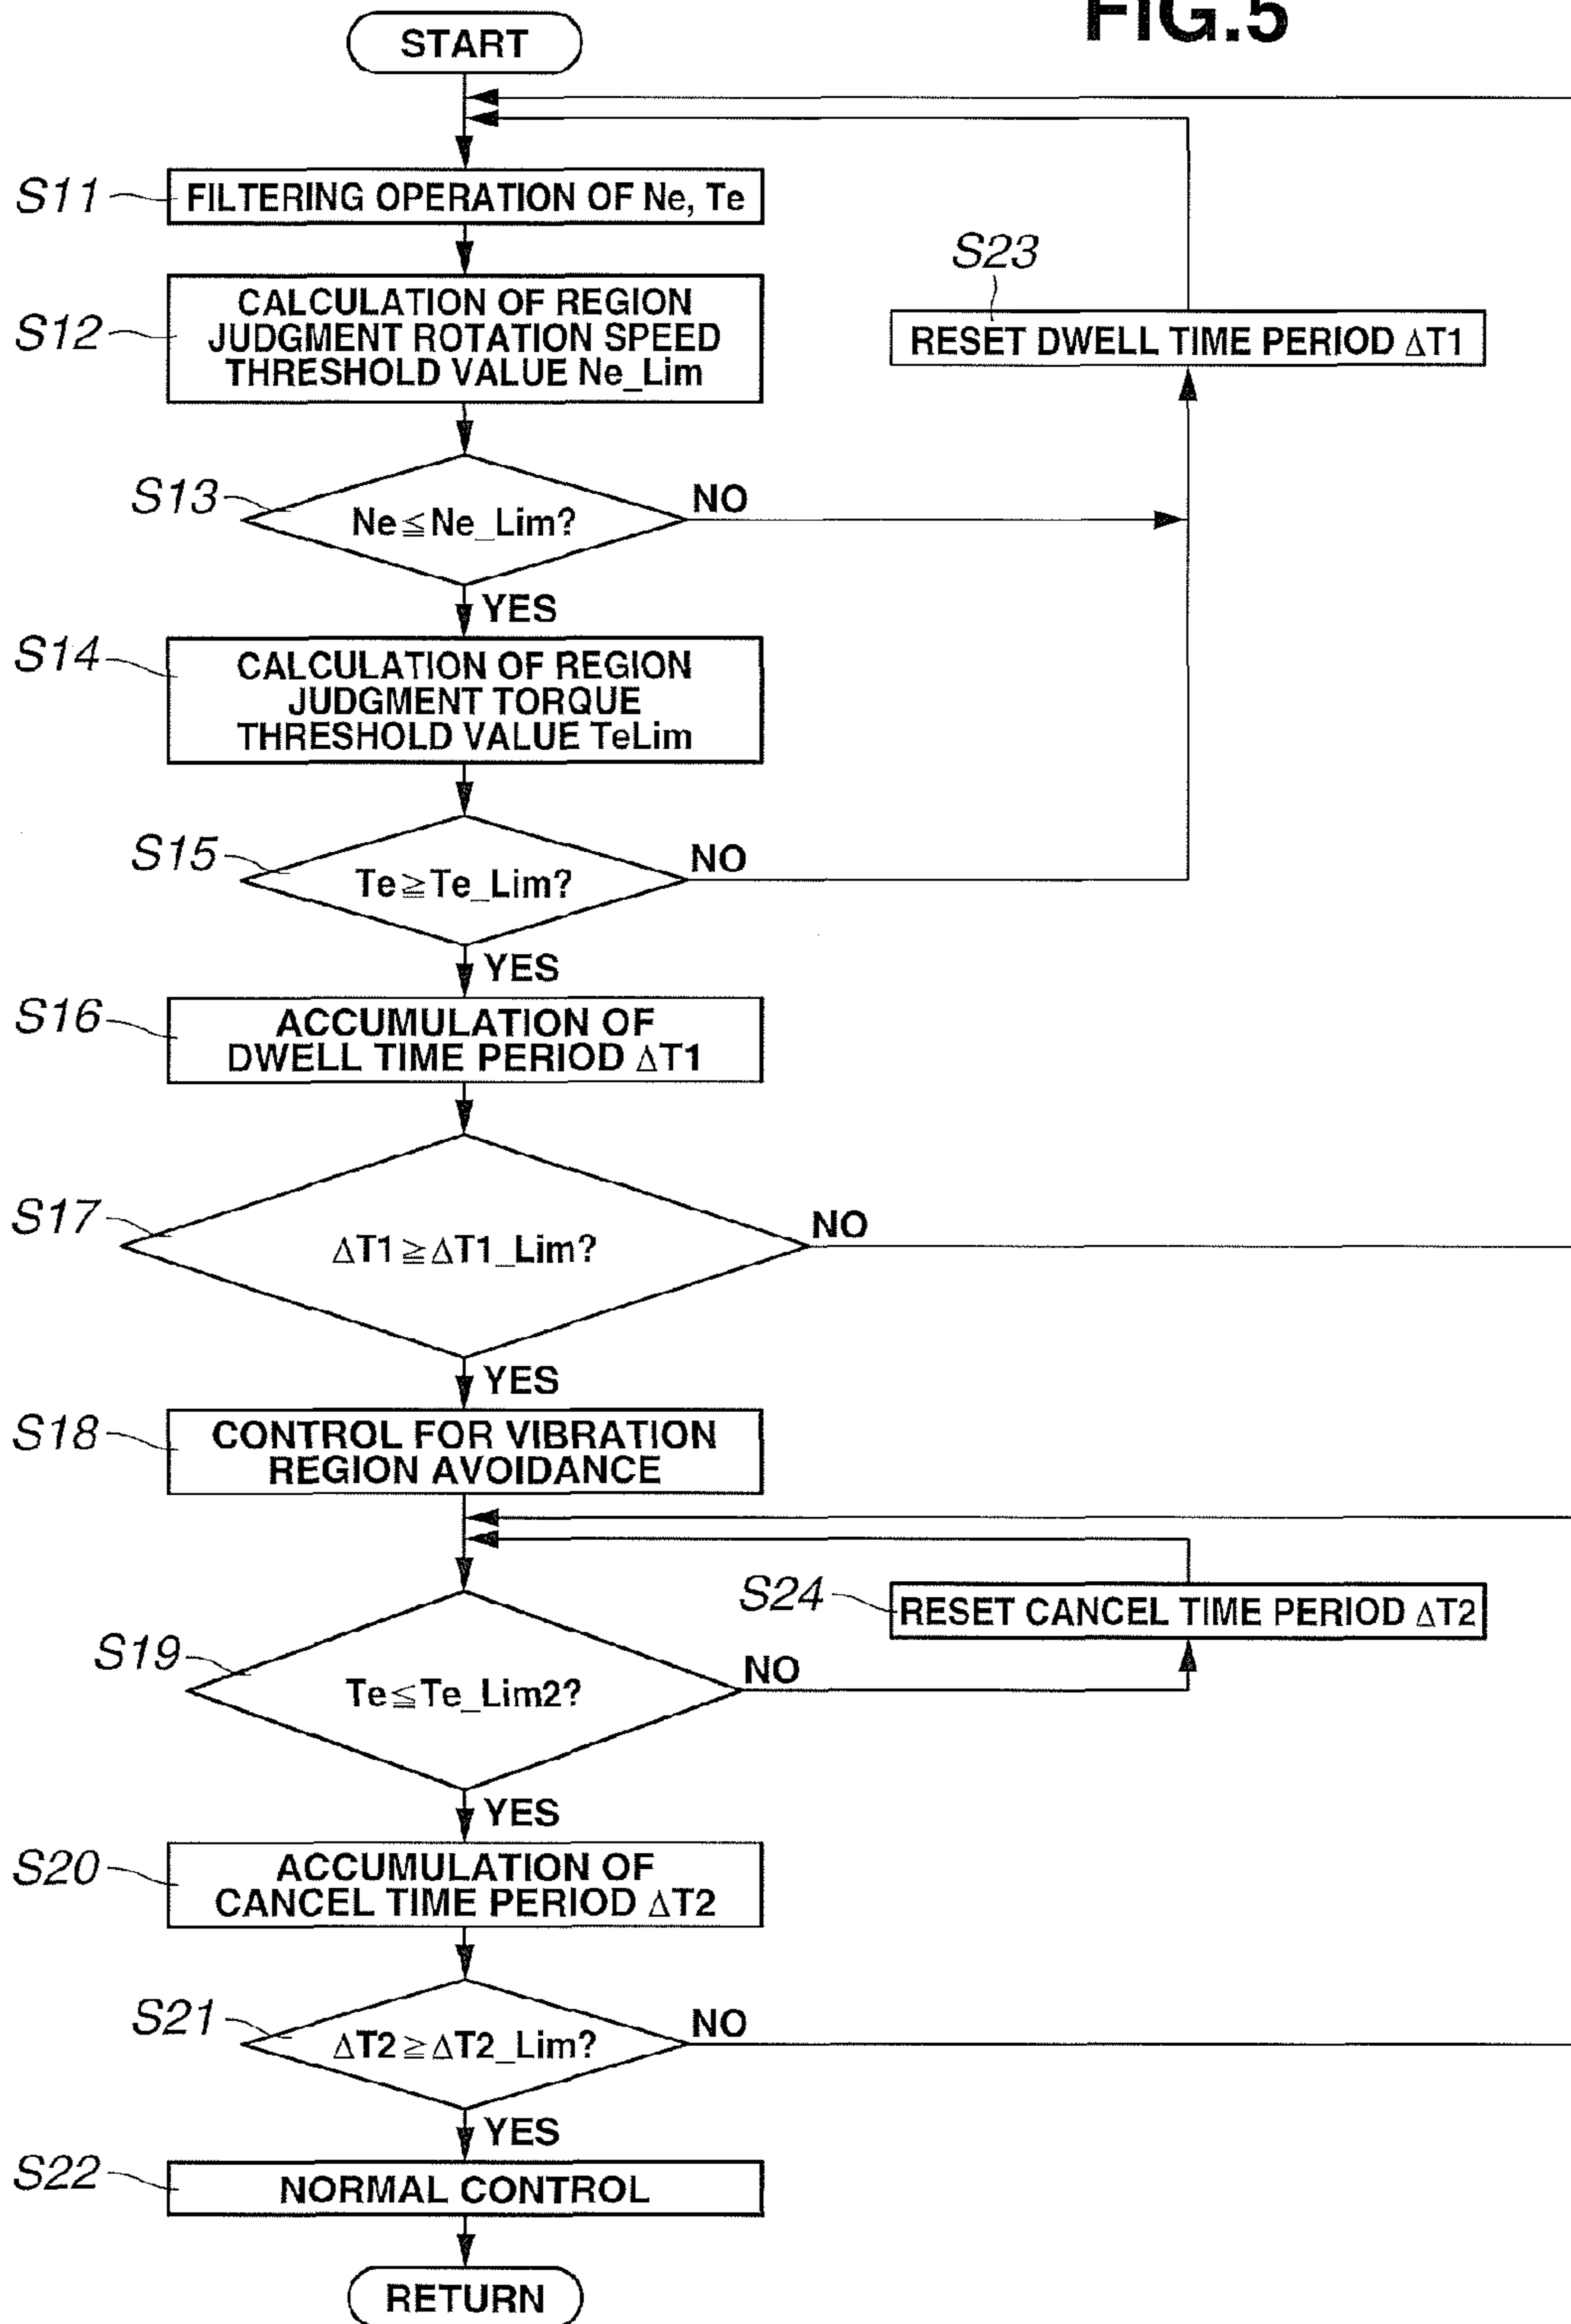 FIG.5
START
S11
FILTERING OPERATION OF Ne, Te
S12
CALCULATION OF REGION
JUDGMENT ROTATION SPEED
THRESHOLD VALUE Ne_Lim
S23
RESET DWELL TIME PERIOD ΔT1
S13
Ne≦Ne_Lim?
NO
YES
S14
CALCULATION OF REGION
JUDGMENT TORQUE
THRESHOLD VALUE TeLim
S15
Te≧Te_Lim?
NO
YES
S16
ACCUMULATION OF
DWELL TIME PERIOD ΔT1
S17
ΔT1≧ΔT1_Lim?
NO
YES
S18
CONTROL FOR VIBRATION
REGION AVOIDANCE
S24
RESET CANCEL TIME PERIOD ΔT2
S19
Te≦Te_Lim2?
NO
YES
S20
ACCUMULATION OF
CANCEL TIME PERIOD ΔT2
S21
ΔT2≧ΔT2_Lim?
NO
YES
S22
NORMAL CONTROL
RETURN